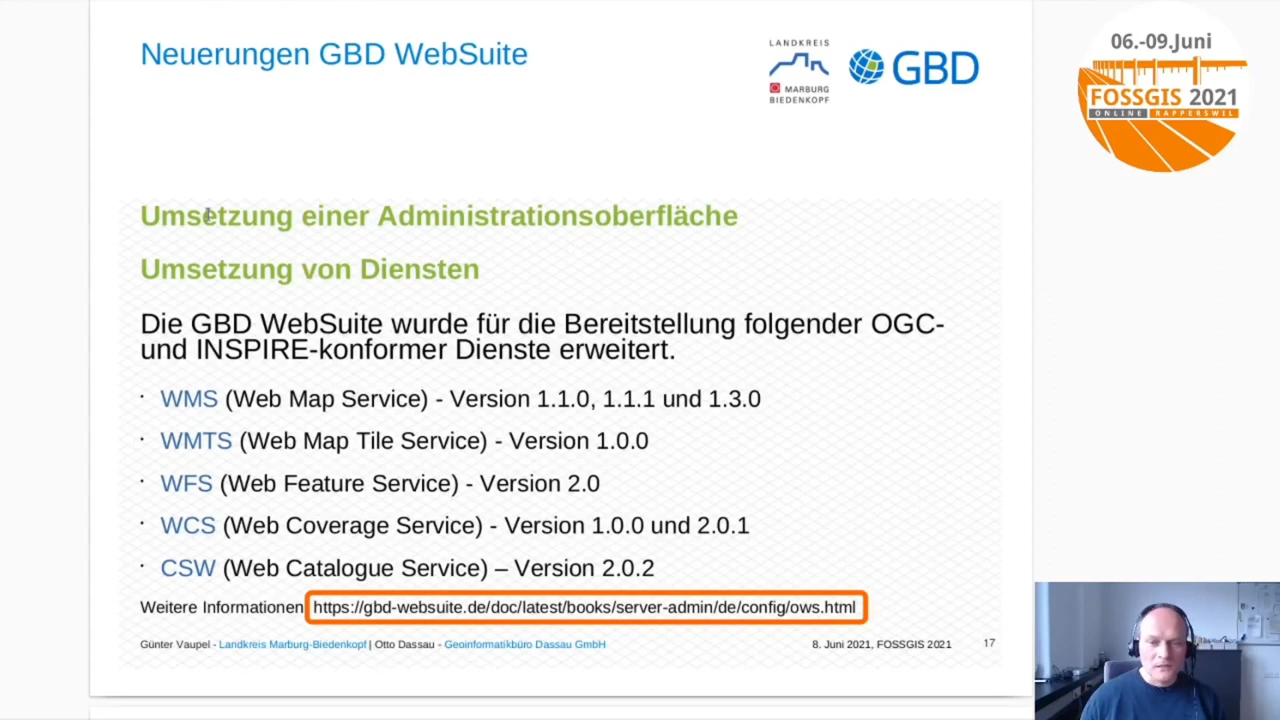 Neuerungen GBD WebSuite
LANDKREIS
MARBURG
BIEDENKOPF
GBD
06.-09.Juni
FOSSGIS 2021
ONLINE RAPPERSWIL
Umsetzung einer Administrationsoberfläche
Umsetzung von Diensten
Die GBD WebSuite wurde für die Bereitstellung folgender OGC-
und INSPIRE-konformer Dienste erweitert.
· WMS (Web Map Service) - Version 1.1.0, 1.1.1 und 1.3.0
· WMTS (Web Map Tile Service) - Version 1.0.0
· WFS (Web Feature Service) - Version 2.0
· WCS (Web Coverage Service) - Version 1.0.0 und 2.0.1
· CSW (Web Catalogue Service) – Version 2.0.2
Weitere Informationen https://gbd-websuite.de/doc/latest/books/server-admin/de/config/ows.html
Günter Vaupel - Landkreis Marburg-Biedenkopf | Otto Dassau - Geoinformatikbüro Dassau GmbH 8. Juni 2021, FOSSGIS 2021 17